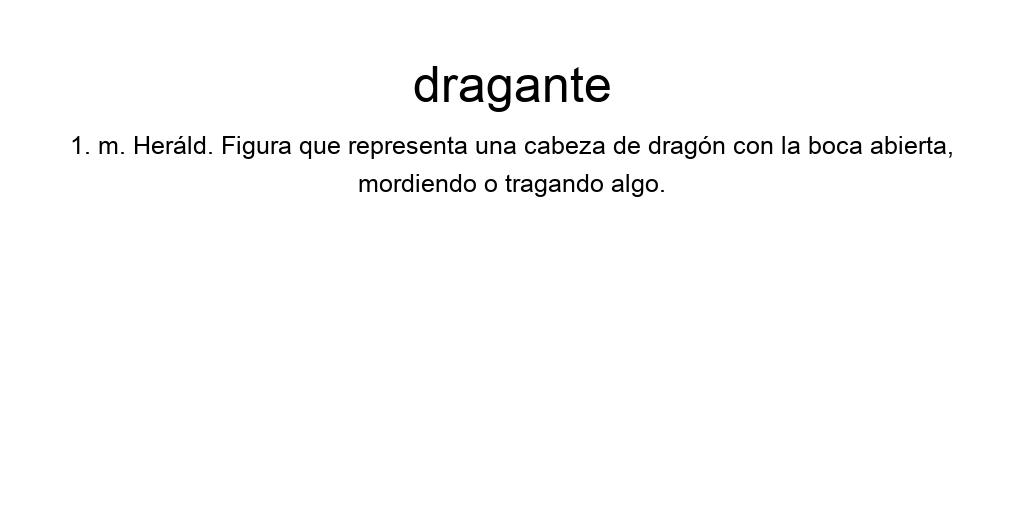 dragante
1. m. Heráld. Figura que representa una cabeza de dragón con la boca abierta,
mordiendo o tragando algo.